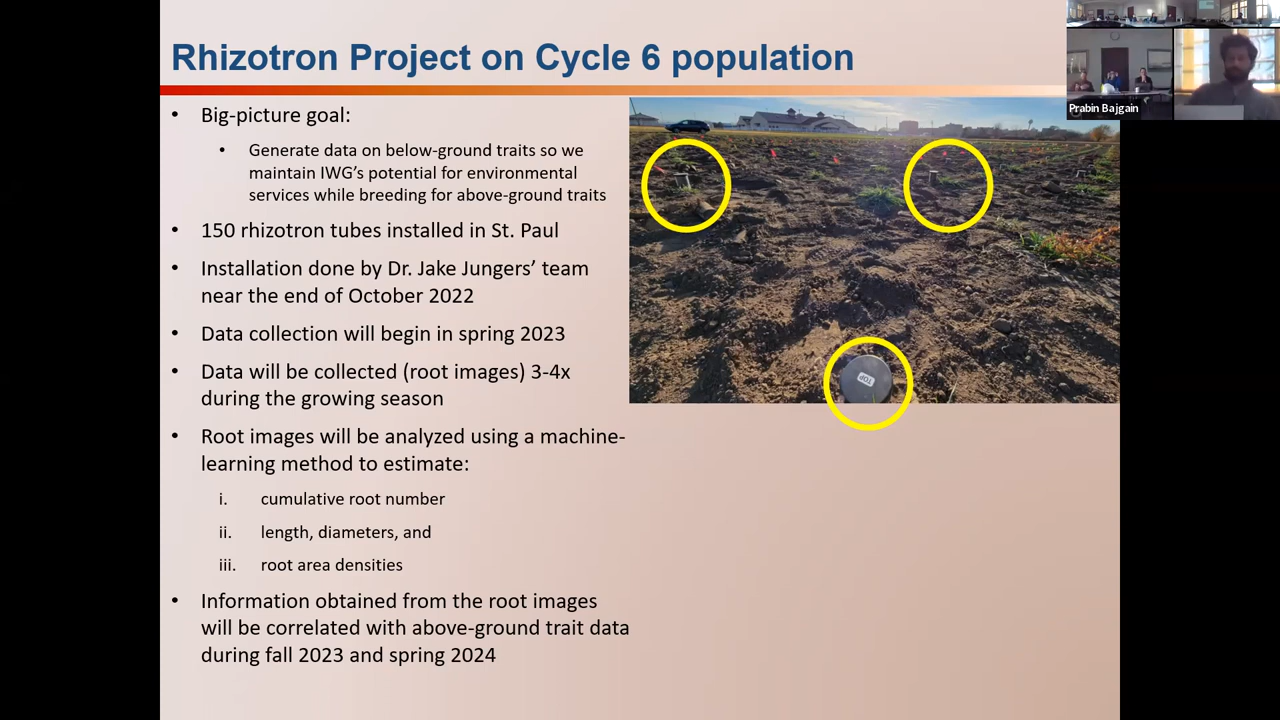 Rhizotron Project on Cycle 6 population
• Big-picture goal:
• Generate data on below-ground traits so we
maintain IWG's potential for environmental
services while breeding for above-ground traits
• 150 rhizotron tubes installed in St. Paul
• Installation done by Dr. Jake Jungers' team
near the end of October 2022
• Data collection will begin in spring 2023
• Data will be collected (root images) 3-4x
during the growing season
• Root images will be analyzed using a machine-
learning method to estimate:
i. cumulative root number
ii. length, diameters, and
iii. root area densities
• Information obtained from the root images
will be correlated with above-ground trait data
during fall 2023 and spring 2024
TOP
Prabin Bajgain